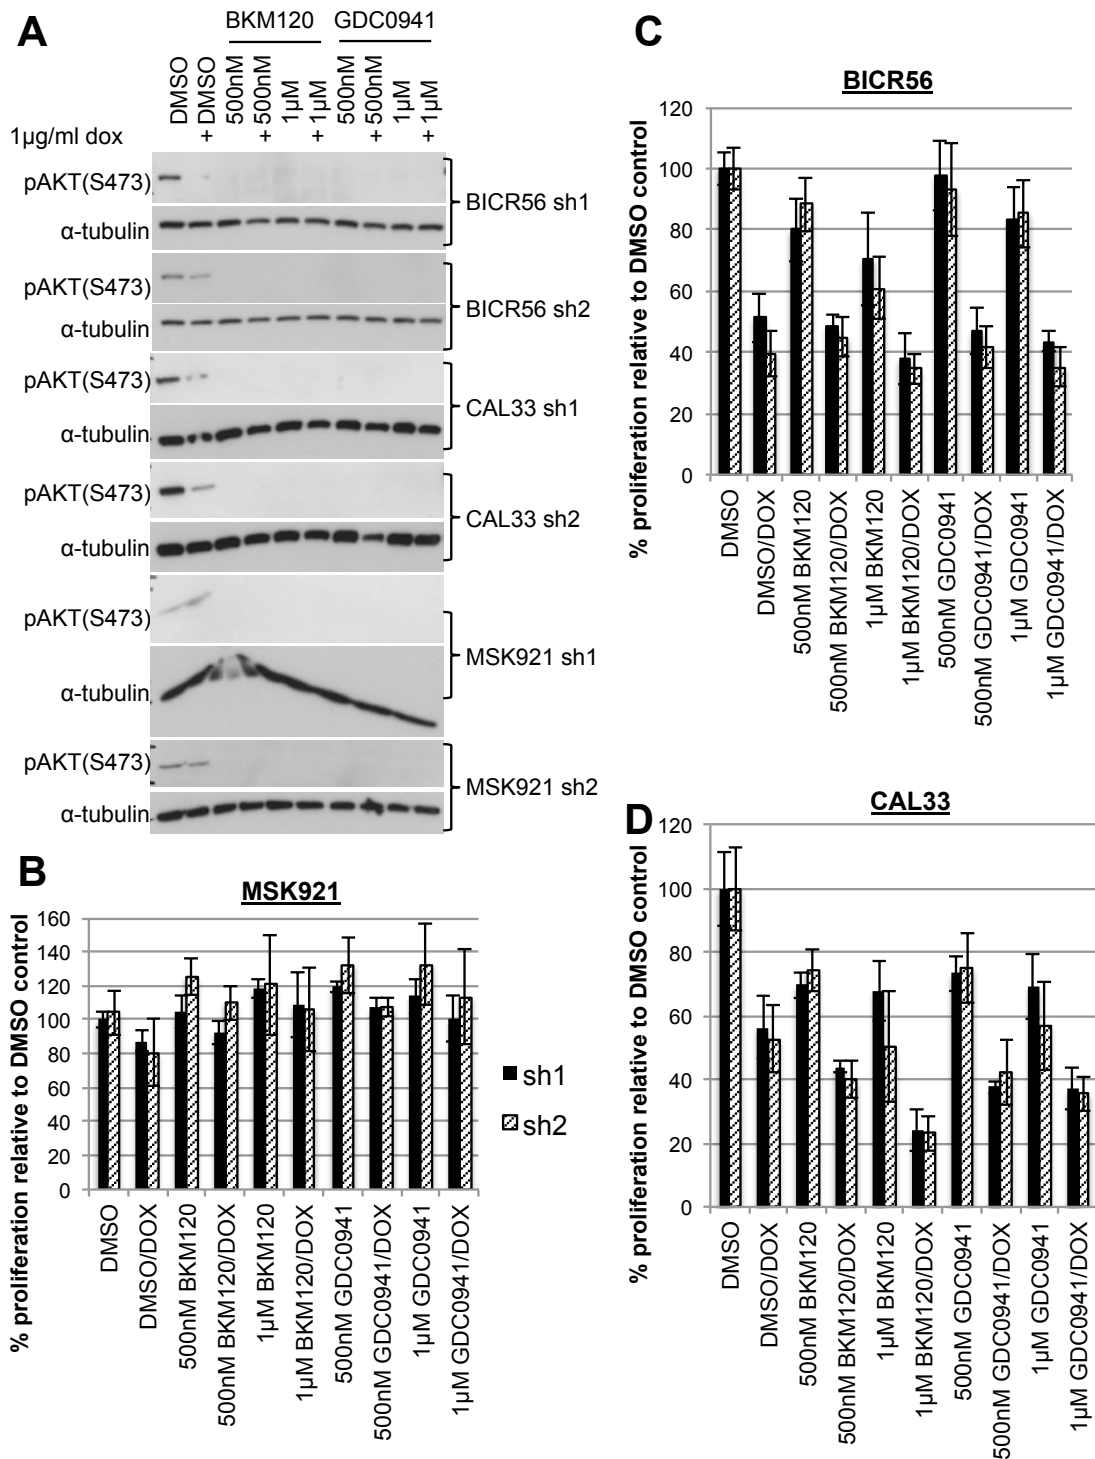 A
BKM120 GDC0941
DMSO
DMSO
500nM
500nM
1µM
1µM
500nM
500nM
1µM
1µM
1µg/ml dox + + + + +
pAKT(S473)
α-tubulin
BICR56 sh1
pAKT(S473)
α-tubulin
BICR56 sh2
pAKT(S473)
α-tubulin
CAL33 sh1
pAKT(S473)
α-tubulin
CAL33 sh2
pAKT(S473)
α-tubulin
MSK921 sh1
pAKT(S473)
α-tubulin
MSK921 sh2
B
MSK921
% proliferation relative to DMSO control
160
140
120
100
80
60
40
20
0
DMSO
DMSO/DOX
500nM BKM120
500nM BKM120/DOX
1µM BKM120
1µM BKM120/DOX
500nM GDC0941
500nM GDC0941/DOX
1µM GDC0941
1µM GDC0941/DOX
sh1
sh2
C
BICR56
% proliferation relative to DMSO control
120
100
80
60
40
20
0
DMSO
DMSO/DOX
500nM BKM120
500nM BKM120/DOX
1µM BKM120
1µM BKM120/DOX
500nM GDC0941
500nM GDC0941/DOX
1µM GDC0941
1µM GDC0941/DOX
D
CAL33
% proliferation relative to DMSO control
120
100
80
60
40
20
0
DMSO
DMSO/DOX
500nM BKM120
500nM BKM120/DOX
1µM BKM120
1µM BKM120/DOX
500nM GDC0941
500nM GDC0941/DOX
1µM GDC0941
1µM GDC0941/DOX